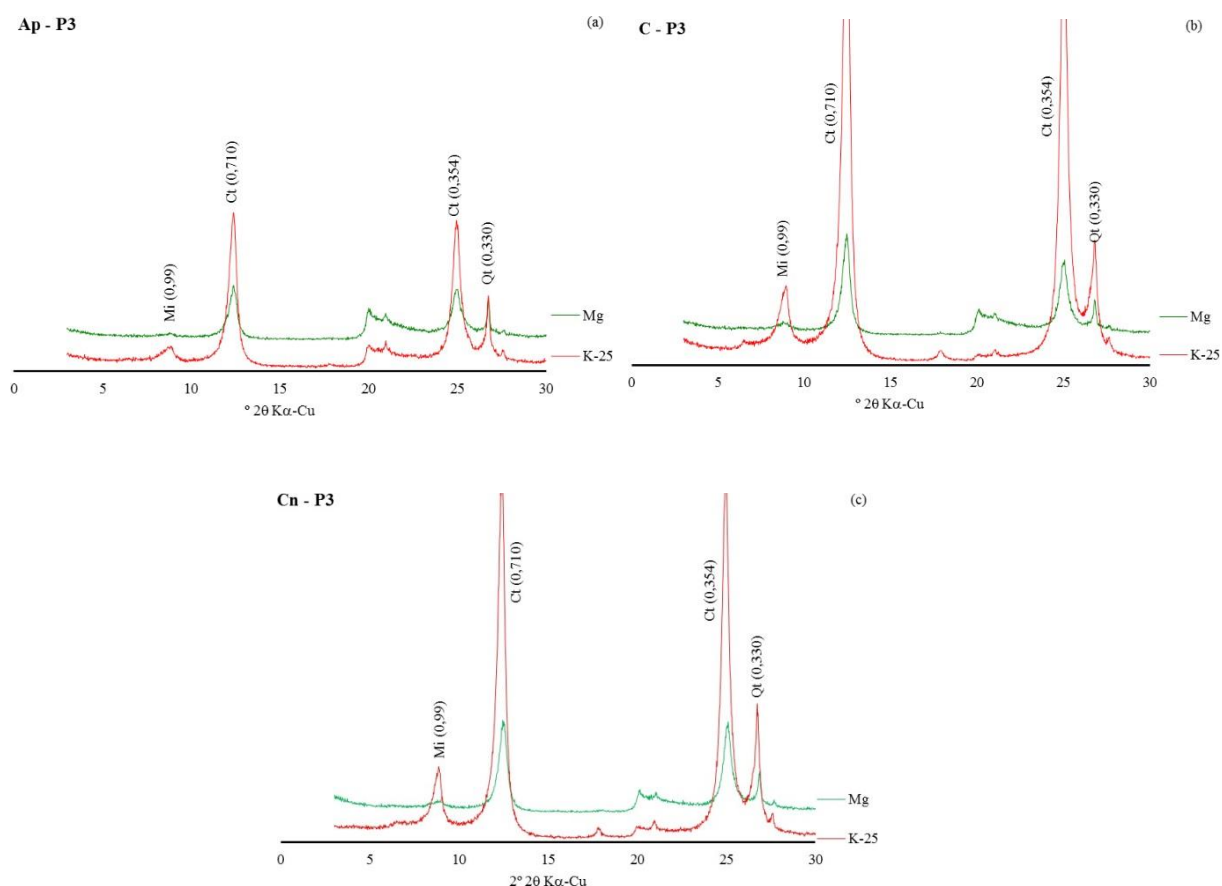 Ap - P3
(a)
Mi (0,99)
Ct (0,710)
Ct (0,354)
Qt (0,330)
Mg
K-25
0 5 10 15 20 25 30
º 2θ Kα-Cu
C - P3
(b)
Mi (0,99)
Ct (0,710)
Ct (0,354)
Qt (0,330)
Mg
K-25
0 5 10 15 20 25 30
º 2θ Kα-Cu
Cn - P3
(c)
Mi (0,99)
Ct (0,710)
Ct (0,354)
Qt (0,330)
Mg
K-25
0 5 10 15 20 25 30
2º 2θ Kα-Cu